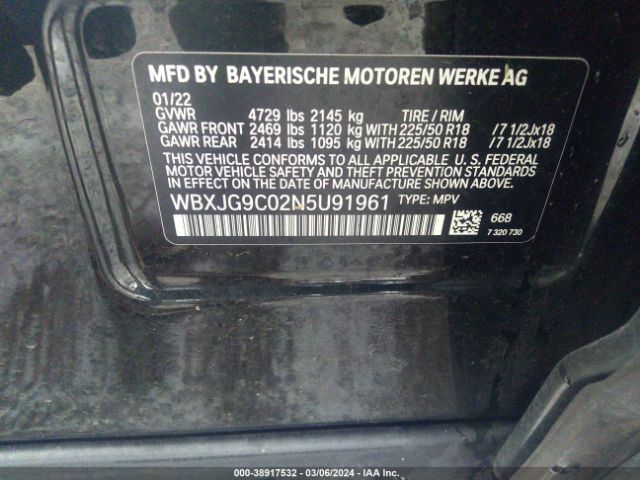 MFD BY BAYERISCHE MOTOREN WERKE AG
01/22
GVWR 4729 lbs 2145 kg TIRE / RIM
GAWR FRONT 2469 lbs 1120 kg WITH 225/50 R18 /7 1/2Jx18
GAWR REAR 2414 lbs 1095 kg WITH 225/50 R18 /7 1/2Jx18
THIS VEHICLE CONFORMS TO ALL APPLICABLE U. S. FEDERAL
MOTOR VEHICLE SAFETY, BUMPER, AND THEFT PREVENTION
STANDARDS IN EFFECT ON THE DATE OF MANUFACTURE SHOWN ABOVE.
WBXJG9C02N5U91961 TYPE: MPV
668
7 320 730
000-38917532 — 03/06/2024 — IAA Inc.